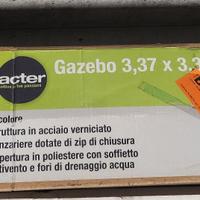 acter
Gazebo 3,37 x 3,3
colore
ruttura in acciaio verniciato
nzariere dotate di zip di chiusura
pertura in poliestere con soffietto
tivento e fori di drenaggio acqua